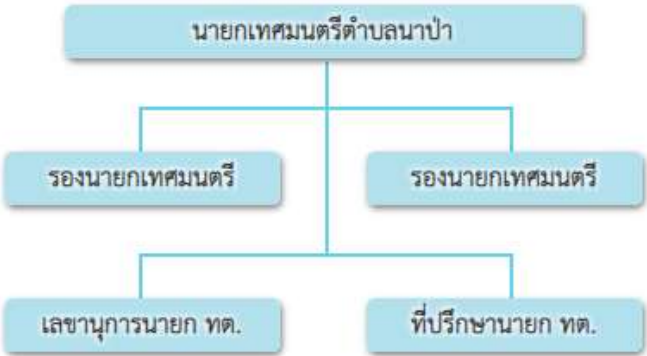 นายกเทศมนตรีตำบลนาป่า
รองนายกเทศมนตรี
รองนายกเทศมนตรี
เลขานุการนายก ทต.
ที่ปรึกษานายก ทต.